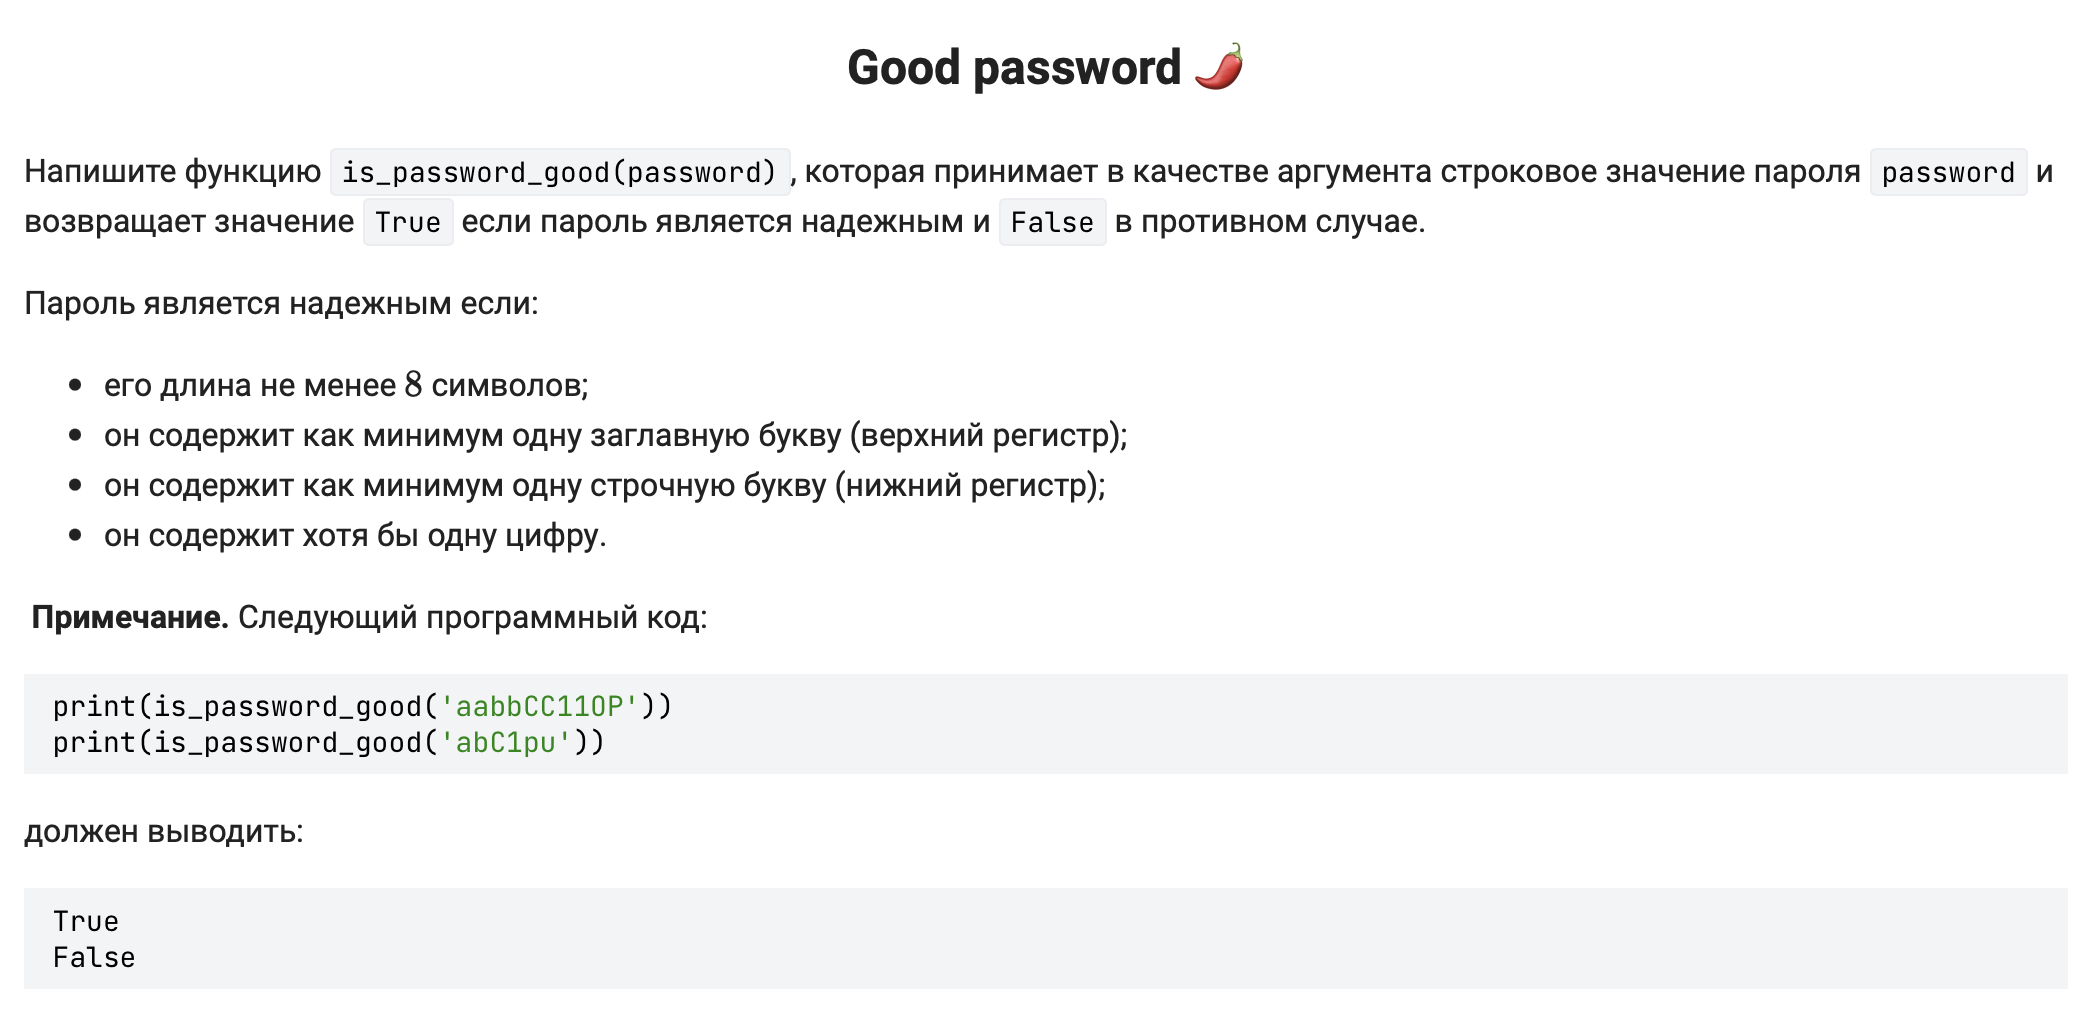 Good password 🌶️
Напишите функцию is_password_good(password), которая принимает в качестве аргумента строковое значение пароля password и
возвращает значение True если пароль является надежным и False в противном случае.
Пароль является надежным если:
• его длина не менее 8 символов;
• он содержит как минимум одну заглавную букву (верхний регистр);
• он содержит как минимум одну строчную букву (нижний регистр);
• он содержит хотя бы одну цифру.
Примечание. Следующий программный код:
print(is_password_good('aabbCC11OP'))
print(is_password_good('abC1pu'))
должен выводить:
True
False